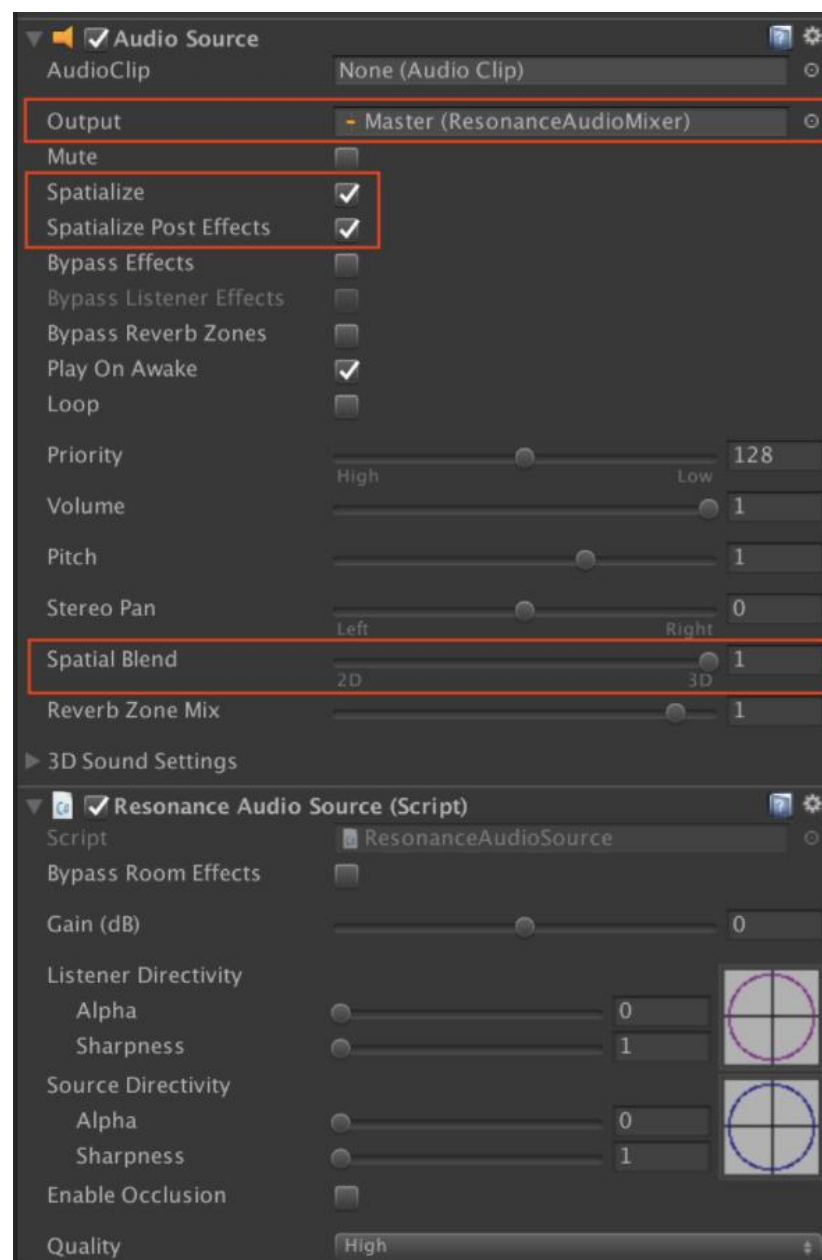 Audio Source
AudioClip None (Audio Clip)
Output Master (ResonanceAudioMixer)
Mute
Spatialize
Spatialize Post Effects
Bypass Effects
Bypass Listener Effects
Bypass Reverb Zones
Play On Awake
Loop
Priority 128
High Low
Volume 1
Pitch 1
Stereo Pan 0
Left Right
Spatial Blend 1
2D 3D
Reverb Zone Mix 1
3D Sound Settings
Resonance Audio Source (Script)
Script ResonanceAudioSource
Bypass Room Effects
Gain (dB) 0
Listener Directivity
Alpha 0
Sharpness 1
Source Directivity
Alpha 0
Sharpness 1
Enable Occlusion
Quality High